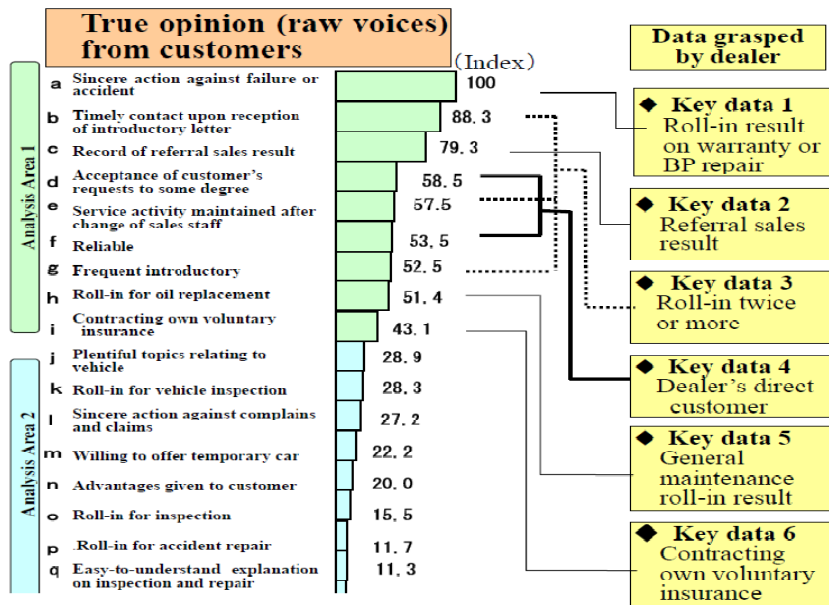 True opinion (raw voices)
from customers
(Index)
Data grasped
by dealer
Analysis Area 1
a Sincere action against failure or
accident
100
b Timely contact upon reception
of introductory letter
88.3
c Record of referral sales result
79.3
d Acceptance of customer's
requests to some degree
58.5
e Service activity maintained after
change of sales staff
57.5
f Reliable
53.5
g Frequent introductory
52.5
h Roll-in for oil replacement
51.4
i Contracting own voluntary
insurance
43.1
Analysis Area 2
j Plentiful topics relating to
vehicle
28.9
k Roll-in for vehicle inspection
28.3
l Sincere action against complains
and claims
27.2
m Willing to offer temporary car
22.2
n Advantages given to customer
20.0
o Roll-in for inspection
15.5
p .Roll-in for accident repair
11.7
q Easy-to-understand explanation
on inspection and repair
11.3
◆ Key data 1
Roll-in result
on warranty or
BP repair
◆ Key data 2
Referral sales
result
◆ Key data 3
Roll-in twice
or more
◆ Key data 4
Dealer's direct
customer
◆ Key data 5
General
maintenance
roll-in result
◆ Key data 6
Contracting
own voluntary
insurance